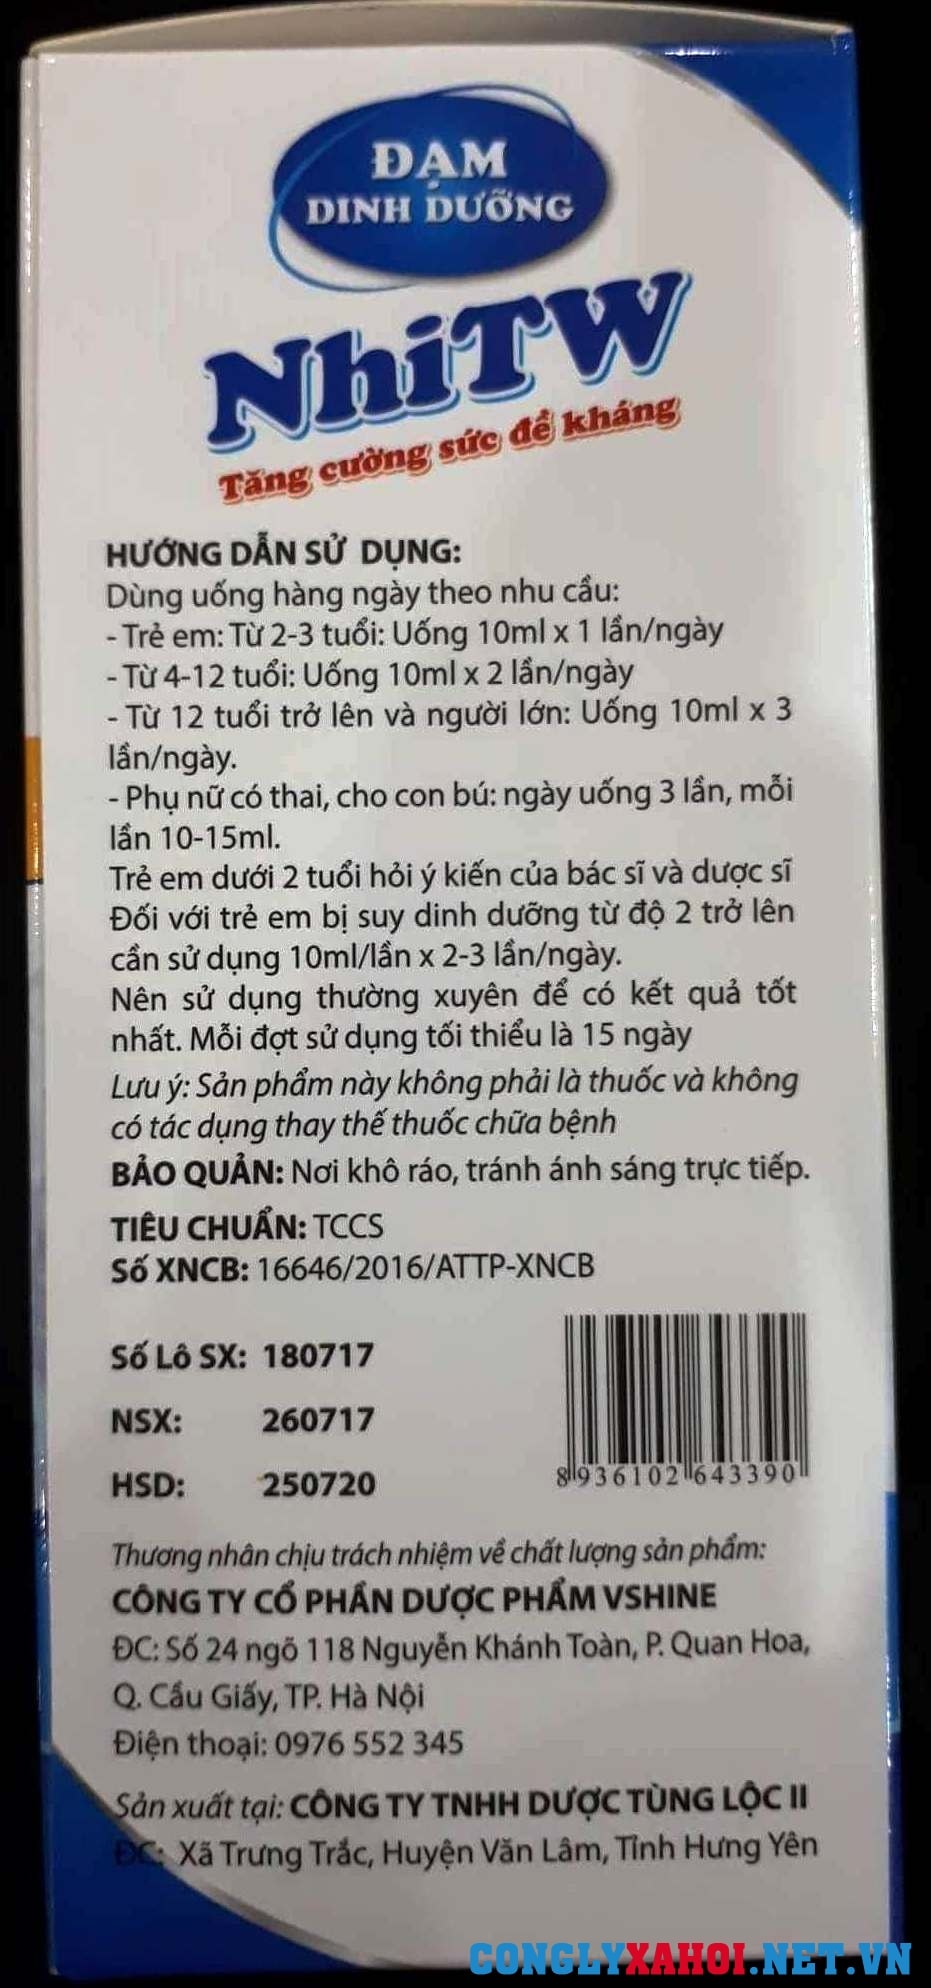 ĐẠM
DINH DƯỠNG
NhiTW
Tăng cường sức đề kháng
HƯỚNG DẪN SỬ DỤNG:
Dùng uống hàng ngày theo nhu cầu:
- Trẻ em: Từ 2-3 tuổi: Uống 10ml x 1 lần/ngày
- Từ 4-12 tuổi: Uống 10ml x 2 lần/ngày
- Từ 12 tuổi trở lên và người lớn: Uống 10ml x 3
lần/ngày.
- Phụ nữ có thai, cho con bú: ngày uống 3 lần, mỗi
lần 10-15ml.
Trẻ em dưới 2 tuổi hỏi ý kiến của bác sĩ và dược sĩ
Đối với trẻ em bị suy dinh dưỡng từ độ 2 trở lên
cần sử dụng 10ml/lần x 2-3 lần/ngày.
Nên sử dụng thường xuyên để có kết quả tốt
nhất. Mỗi đợt sử dụng tối thiểu là 15 ngày
Lưu ý: Sản phẩm này không phải là thuốc và không
có tác dụng thay thế thuốc chữa bệnh
BẢO QUẢN: Nơi khô ráo, tránh ánh sáng trực tiếp.
TIÊU CHUẨN: TCCS
Số XNCB: 16646/2016/ATTP-XNCB
Số Lô SX: 180717
NSX: 260717
HSD: 250720
8 936102 643390
Thương nhân chịu trách nhiệm về chất lượng sản phẩm:
CÔNG TY CỔ PHẦN DƯỢC PHẨM VSHINE
ĐC: Số 24 ngõ 118 Nguyễn Khánh Toàn, P. Quan Hoa,
Q. Cầu Giấy, TP. Hà Nội
Điện thoại: 0976 552 345
Sản xuất tại: CÔNG TY TNHH DƯỢC TÙNG LỘC II
ĐC: Xã Trưng Trắc, Huyện Văn Lâm, Tỉnh Hưng Yên
CONGLYXAHOI.NET.VN